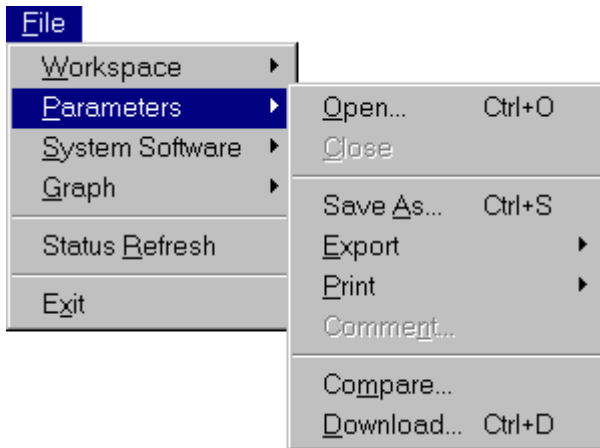 File
Workspace
Parameters
System Software
Graph
Status Refresh
Exit
Open... Ctrl+O
Close
Save As... Ctrl+S
Export
Print
Comment...
Compare...
Download... Ctrl+D